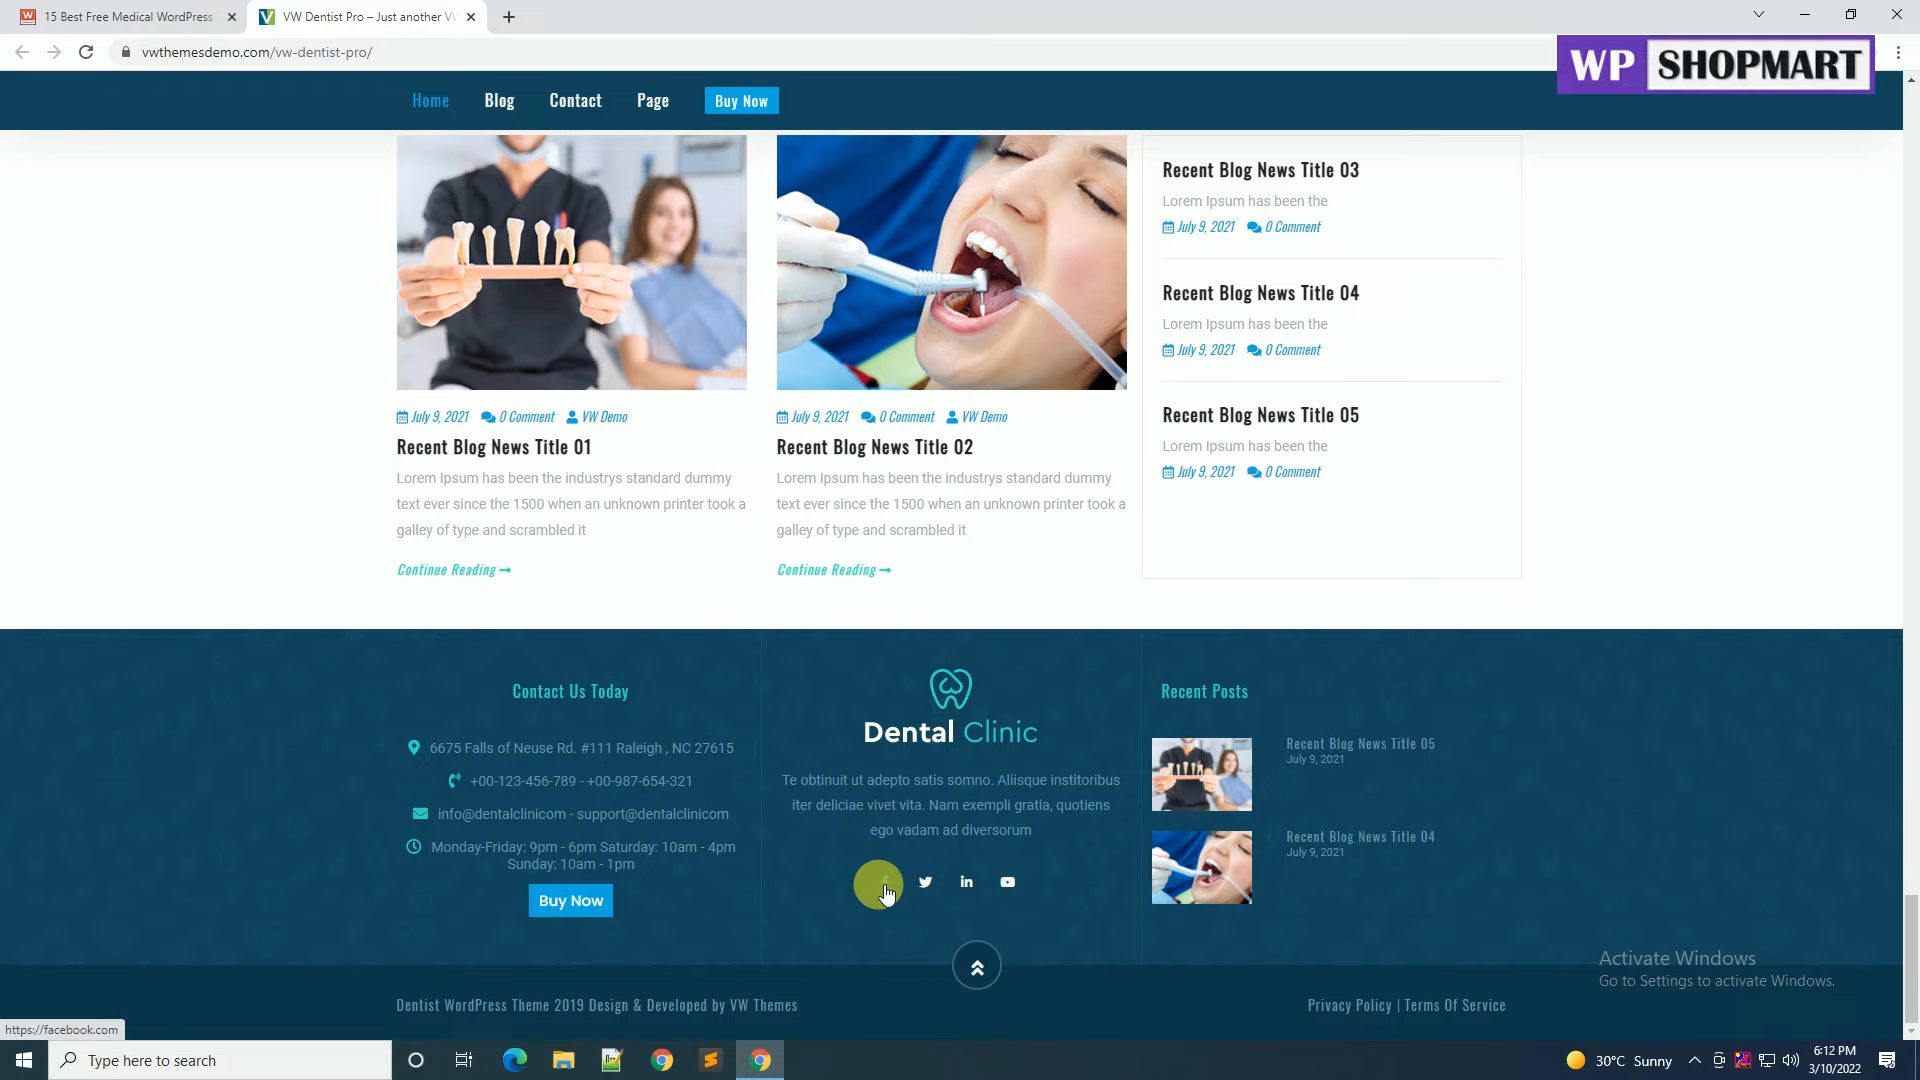 15 Best Free Medical WordPress
VW Dentist Pro – Just another VW
vwthemesdemo.com/vw-dentist-pro/
WP SHOPMART
Home
Blog
Contact
Page
Buy Now
Recent Blog News Title 03
Lorem Ipsum has been the
July 9, 2021 0 Comment
Recent Blog News Title 04
Lorem Ipsum has been the
July 9, 2021 0 Comment
Recent Blog News Title 05
Lorem Ipsum has been the
July 9, 2021 0 Comment
July 9, 2021 0 Comment VW Demo
Recent Blog News Title 01
Lorem Ipsum has been the industrys standard dummy
text ever since the 1500 when an unknown printer took a
galley of type and scrambled it
Continue Reading
July 9, 2021 0 Comment VW Demo
Recent Blog News Title 02
Lorem Ipsum has been the industrys standard dummy
text ever since the 1500 when an unknown printer took a
galley of type and scrambled it
Continue Reading
Contact Us Today
6675 Falls of Neuse Rd. #111 Raleigh , NC 27615
+00-123-456-789 - +00-987-654-321
info@dentalclinicom - support@dentalclinicom
Monday-Friday: 9pm - 6pm Saturday: 10am - 4pm
Sunday: 10am - 1pm
Buy Now
Dental Clinic
Te obtinuit ut adepto satis somno. Aliisque institoribus
iter deliciae vivet vita. Nam exempli gratia, quotiens
ego vadam ad diversorum
Recent Posts
Recent Blog News Title 05
July 9, 2021
Recent Blog News Title 04
July 9, 2021
Activate Windows
Go to Settings to activate Windows.
Dentist WordPress Theme 2019 Design & Developed by VW Themes
Privacy Policy | Terms Of Service
https://facebook.com
Type here to search
30°C Sunny
6:12 PM
3/10/2022